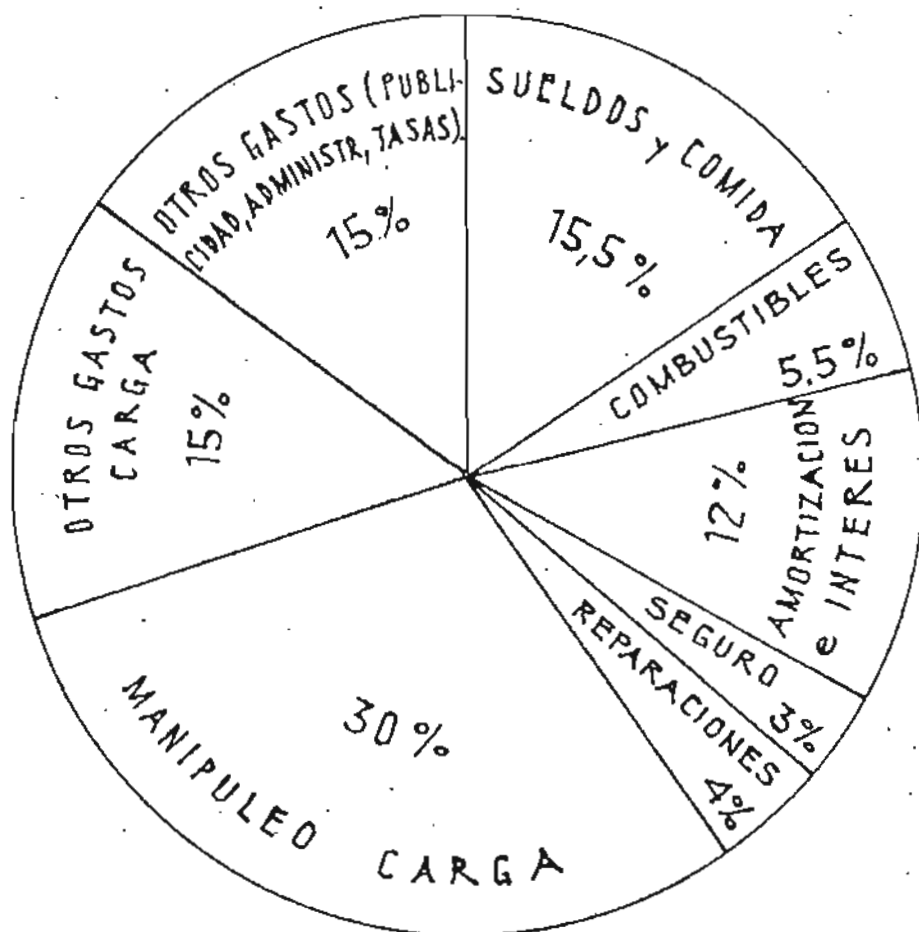 OTROS GASTOS (PUBLI-
CIDAD, ADMINISTR, TASAS).
15%
SUELDOS y COMIDA
15,5%
COMBUSTIBLES
5,5%
AMORTIZACION
e INTERES
12%
SEGURO
3%
REPARACIONES
4%
MANIPULEO CARGA
30%
OTROS GASTOS
CARGA
15%